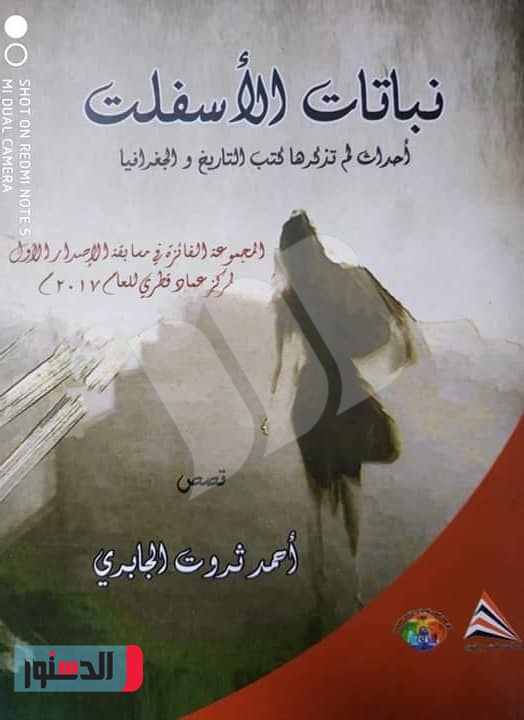 نباتات الأسفلت
أحداث لم تذكرها كتب التاريخ و الجغرافيا
المجموعة الفائزة في مسابقة الإصدار الأول
لمركز عماد قطري للعام ٢٠١٧ م
قصص
أحمد ثروت الجابري
الدستور
SHOT ON REDMI NOTE 5
MI DUAL CAMERA